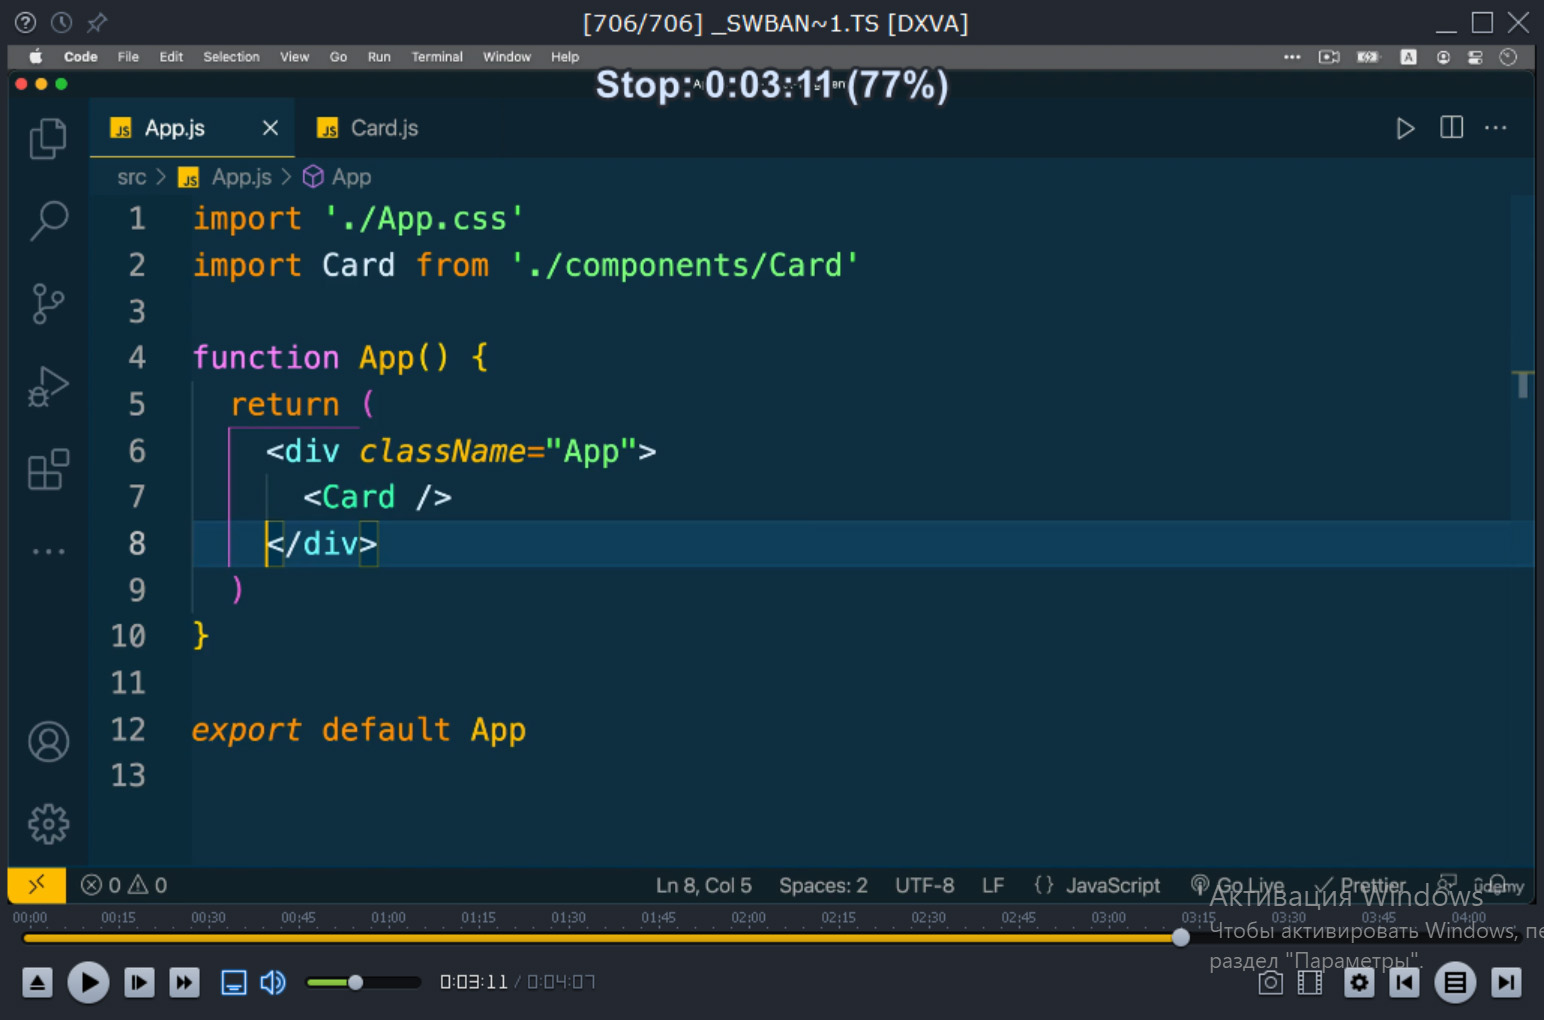 [706/706] _SWBAN~1.TS [DXVA]
Code File Edit Selection View Go Run Terminal Window Help
A
Stop: 0:03:11 (77%)
JS App.js JS Card.js
src > JS App.js > App
1 import './App.css'
2 import Card from './components/Card'
3
4 function App() {
5 return (
6 <div className="App">
7 <Card />
8 </div>
9 )
10 }
11
12 export default App
13
0 0 Ln 8, Col 5 Spaces: 2 UTF-8 LF {} JavaScript Go Live Prettier
ûdemy
Активация Windows
00:00 00:15 00:30 00:45 01:00 01:15 01:30 01:45 02:00 02:15 02:30 02:45 03:00 03:15 03:30 03:45 04:00
Чтобы активировать Windows,
раздел "Параметры".
0:03:11 / 0:04:07